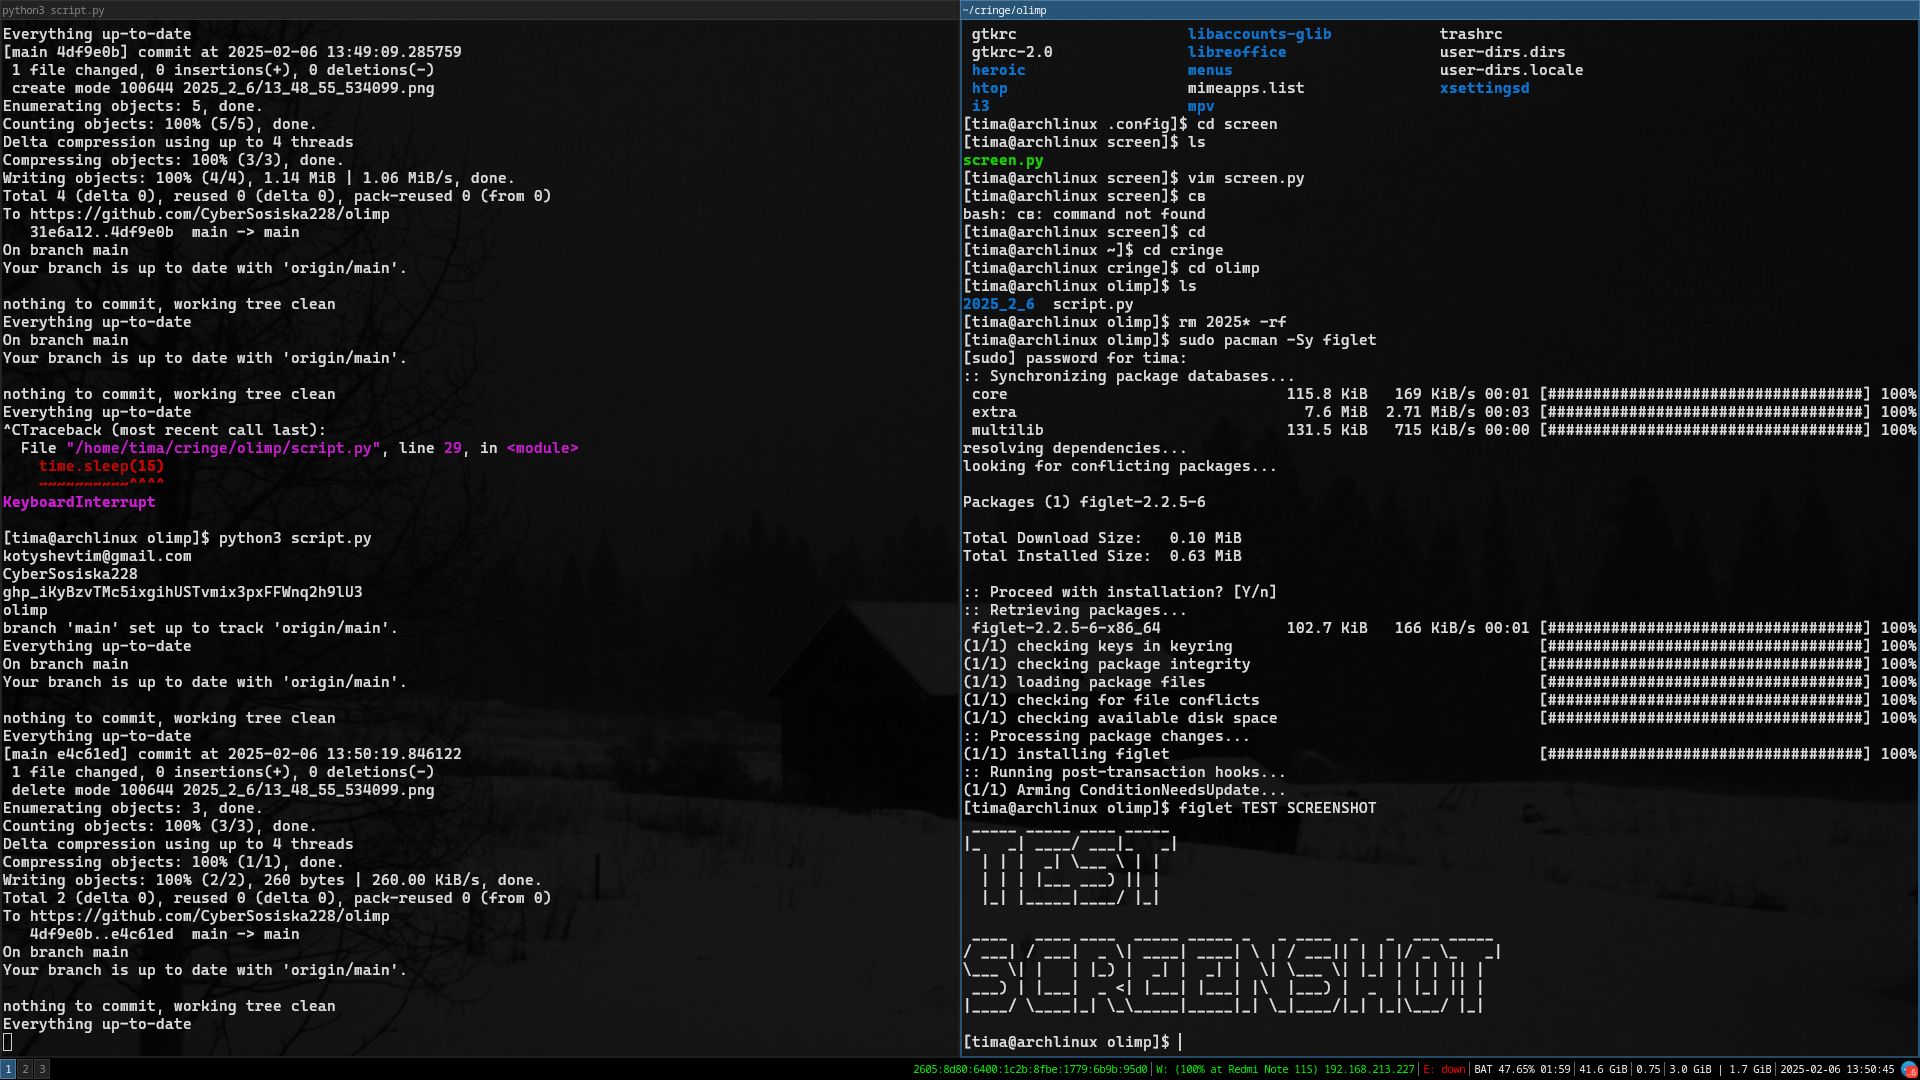 python3 script.py
Everything up-to-date
[main 4df9e0b] commit at 2025-02-06 13:49:09.285759
 1 file changed, 0 insertions(+), 0 deletions(-)
 create mode 100644 2025_2_6/13_48_55_534099.png
Enumerating objects: 5, done.
Counting objects: 100% (5/5), done.
Delta compression using up to 4 threads
Compressing objects: 100% (3/3), done.
Writing objects: 100% (4/4), 1.14 MiB | 1.06 MiB/s, done.
Total 4 (delta 0), reused 0 (delta 0), pack-reused 0 (from 0)
To https://github.com/CyberSosiska228/olimp
   31e6a12..4df9e0b  main -> main
On branch main
Your branch is up to date with 'origin/main'.
nothing to commit, working tree clean
Everything up-to-date
On branch main
Your branch is up to date with 'origin/main'.
nothing to commit, working tree clean
Everything up-to-date
^CTraceback (most recent call last):
  File "/home/tima/cringe/olimp/script.py", line 29, in <module>
    time.sleep(15)
    ~~~~~~~~~~^^^^
KeyboardInterrupt
[tima@archlinux olimp]$ python3 script.py
kotyshevtim@gmail.com
CyberSosiska228
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
olimp
branch 'main' set up to track 'origin/main'.
Everything up-to-date
On branch main
Your branch is up to date with 'origin/main'.
nothing to commit, working tree clean
Everything up-to-date
[main e4c61ed] commit at 2025-02-06 13:50:19.846122
 1 file changed, 0 insertions(+), 0 deletions(-)
 delete mode 100644 2025_2_6/13_48_55_534099.png
Enumerating objects: 3, done.
Counting objects: 100% (3/3), done.
Delta compression using up to 4 threads
Compressing objects: 100% (1/1), done.
Writing objects: 100% (2/2), 260 bytes | 260.00 KiB/s, done.
Total 2 (delta 0), reused 0 (delta 0), pack-reused 0 (from 0)
To https://github.com/CyberSosiska228/olimp
   4df9e0b..e4c61ed  main -> main
On branch main
Your branch is up to date with 'origin/main'.
nothing to commit, working tree clean
Everything up-to-date
~/cringe/olimp
gtkrc libaccounts-glib trashrc
gtkrc-2.0 libreoffice user-dirs.dirs
heroic menus user-dirs.locale
htop mimeapps.list xsettingsd
i3 mpv
[tima@archlinux .config]$ cd screen
[tima@archlinux screen]$ ls
screen.py
[tima@archlinux screen]$ vim screen.py
[tima@archlinux screen]$ св
bash: св: command not found
[tima@archlinux screen]$ cd
[tima@archlinux ~]$ cd cringe
[tima@archlinux cringe]$ cd olimp
[tima@archlinux olimp]$ ls
2025_2_6  script.py
[tima@archlinux olimp]$ rm 2025* -rf
[tima@archlinux olimp]$ sudo pacman -Sy figlet
[sudo] password for tima:
:: Synchronizing package databases...
 core 115.8 KiB 169 KiB/s 00:01 [###################################] 100%
 extra 7.6 MiB 2.71 MiB/s 00:03 [###################################] 100%
 multilib 131.5 KiB 715 KiB/s 00:00 [###################################] 100%
resolving dependencies...
looking for conflicting packages...
Packages (1) figlet-2.2.5-6
Total Download Size:   0.10 MiB
Total Installed Size:  0.63 MiB
:: Proceed with installation? [Y/n]
:: Retrieving packages...
 figlet-2.2.5-6-x86_64 102.7 KiB 166 KiB/s 00:01 [###################################] 100%
(1/1) checking keys in keyring [###################################] 100%
(1/1) checking package integrity [###################################] 100%
(1/1) loading package files [###################################] 100%
(1/1) checking for file conflicts [###################################] 100%
(1/1) checking available disk space [###################################] 100%
:: Processing package changes...
(1/1) installing figlet [###################################] 100%
:: Running post-transaction hooks...
(1/1) Arming ConditionNeedsUpdate...
[tima@archlinux olimp]$ figlet TEST SCREENSHOT
TEST
SCREENSHOT
[tima@archlinux olimp]$
1 2 3
2605:8d80:6400:1c2b:8fbe:1779:6b9b:95d0 | W: (100% at Redmi Note 11S) 192.168.213.227 | E: down | BAT 47.65% 01:59 | 41.6 GiB | 0.75 | 3.0 GiB | 1.7 GiB | 2025-02-06 13:50:45